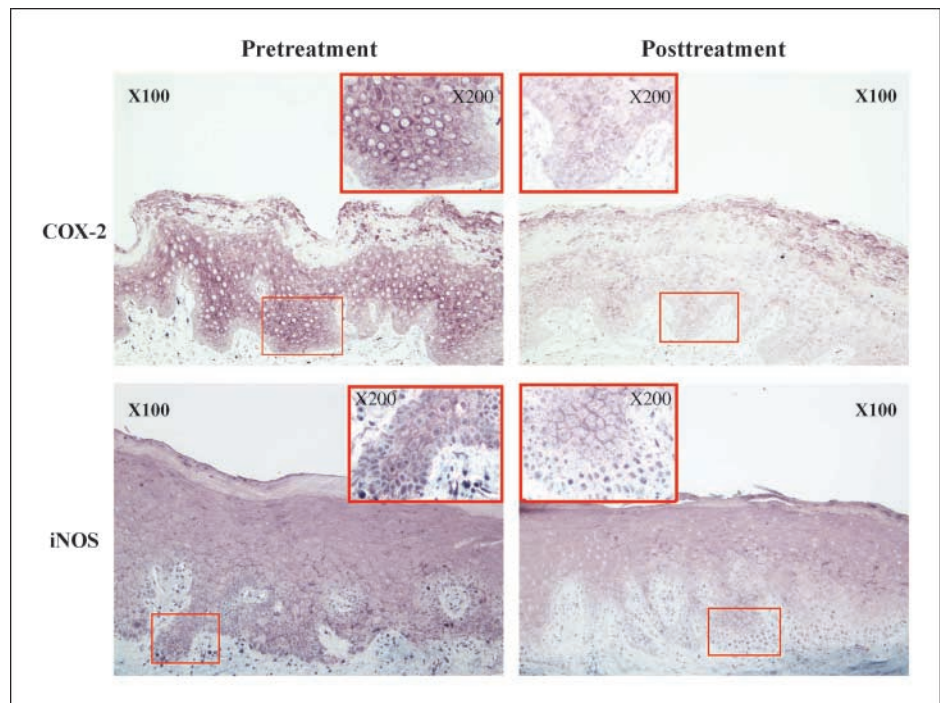 Pretreatment Posttreatment
X100 X200 X200 X100
COX-2
X100 X200 X200 X100
iNOS